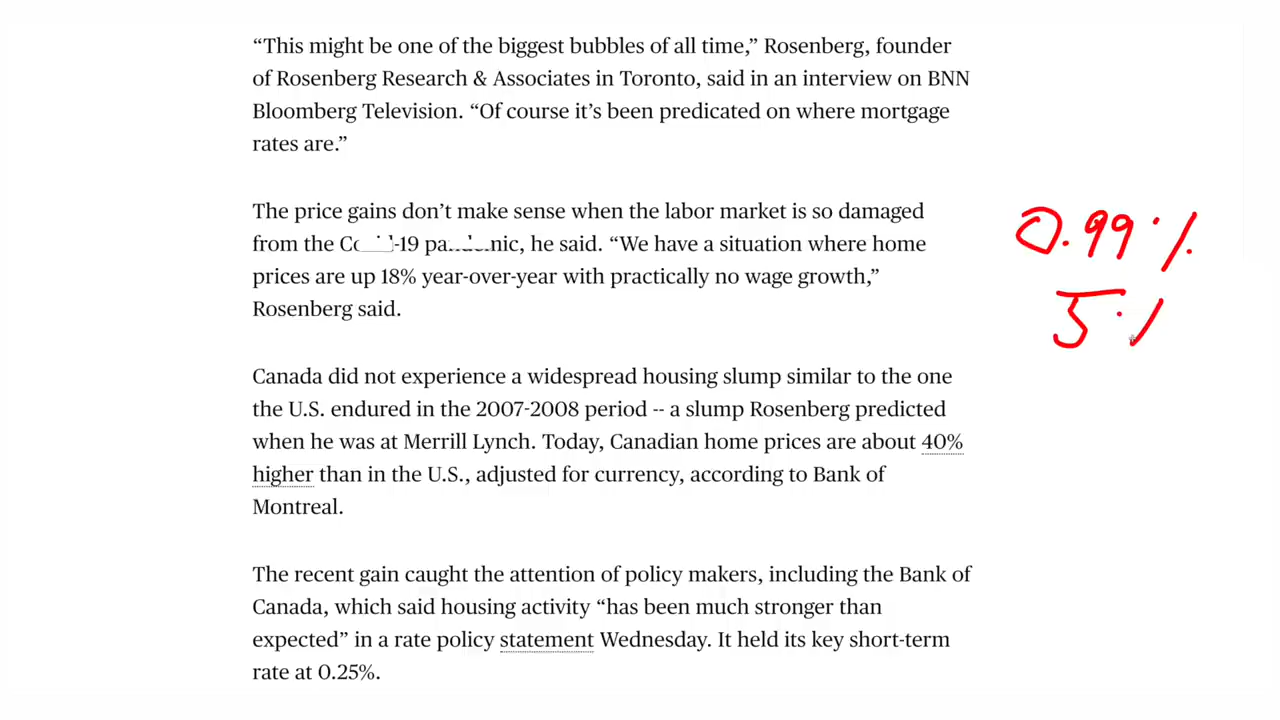 “This might be one of the biggest bubbles of all time,” Rosenberg, founder
of Rosenberg Research & Associates in Toronto, said in an interview on BNN
Bloomberg Television. “Of course it’s been predicated on where mortgage
rates are.”
The price gains don’t make sense when the labor market is so damaged
from the Covid-19 pandemic, he said. “We have a situation where home
prices are up 18% year-over-year with practically no wage growth,”
Rosenberg said.
Canada did not experience a widespread housing slump similar to the one
the U.S. endured in the 2007-2008 period -- a slump Rosenberg predicted
when he was at Merrill Lynch. Today, Canadian home prices are about 40%
higher than in the U.S., adjusted for currency, according to Bank of
Montreal.
The recent gain caught the attention of policy makers, including the Bank of
Canada, which said housing activity “has been much stronger than
expected” in a rate policy statement Wednesday. It held its key short-term
rate at 0.25%.
0.99%
5%